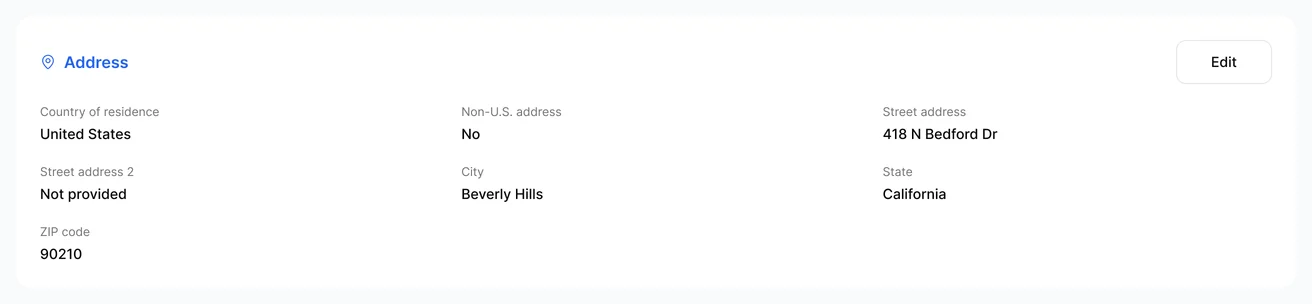 Address
Edit
Country of residence
Non-U.S. address
Street address
United States
No
418 N Bedford Dr
Street address 2
City
State
Not provided
Beverly Hills
California
ZIP code
90210